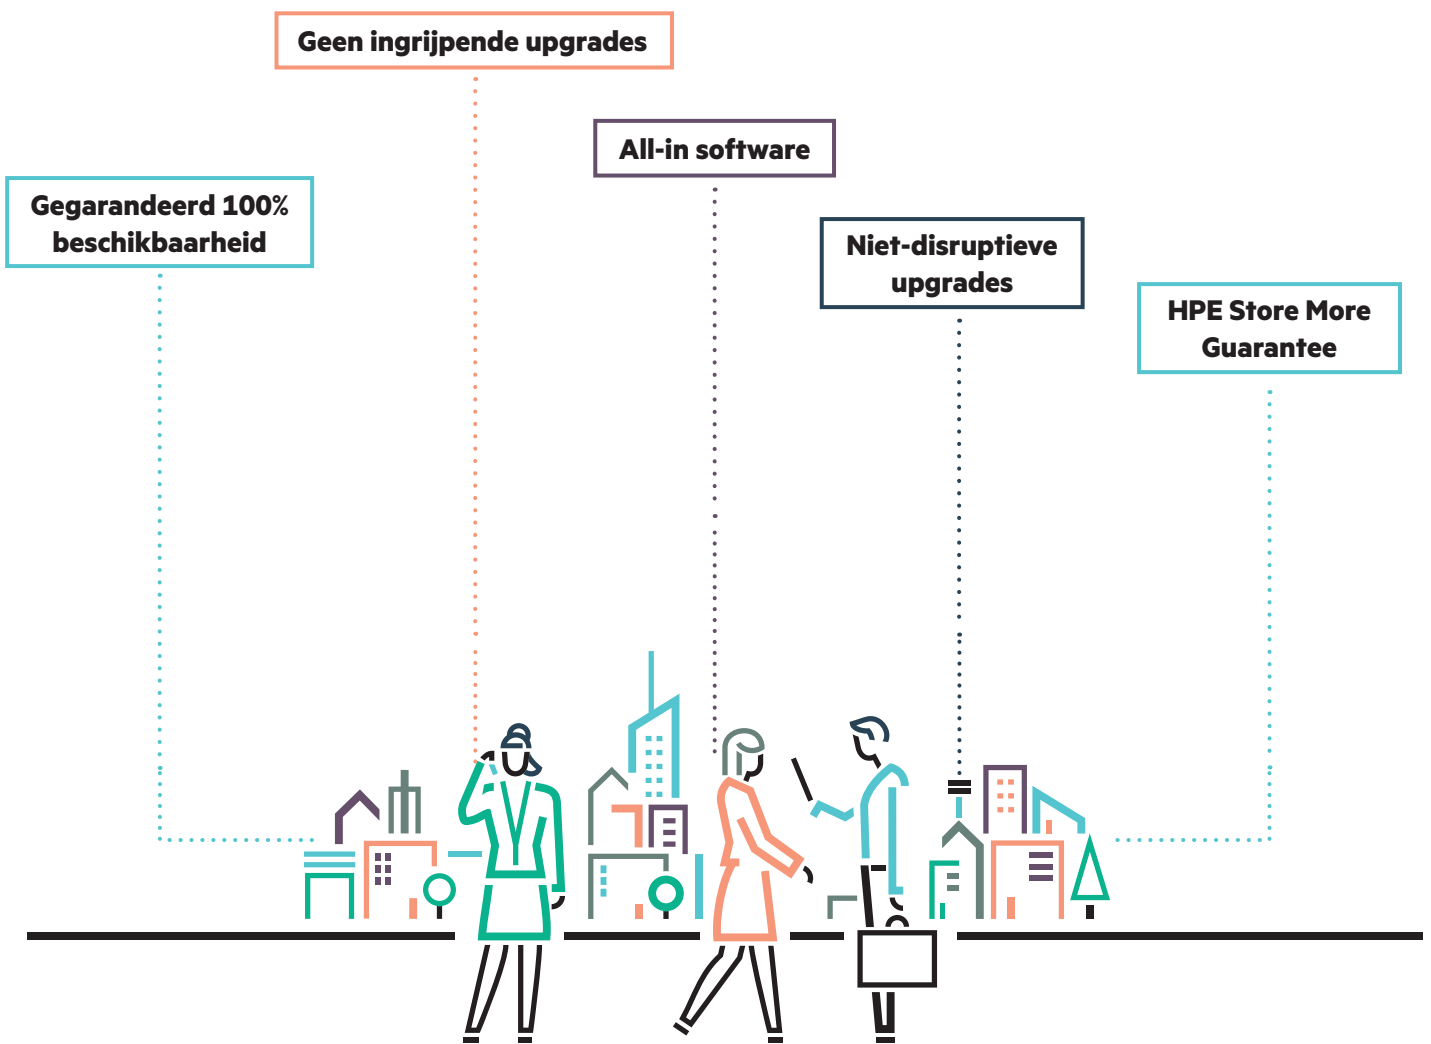 Geen ingrijpende upgrades
All-in software
Gegarandeerd 100%
beschikbaarheid
Niet-disruptieve
upgrades
HPE Store More
Guarantee